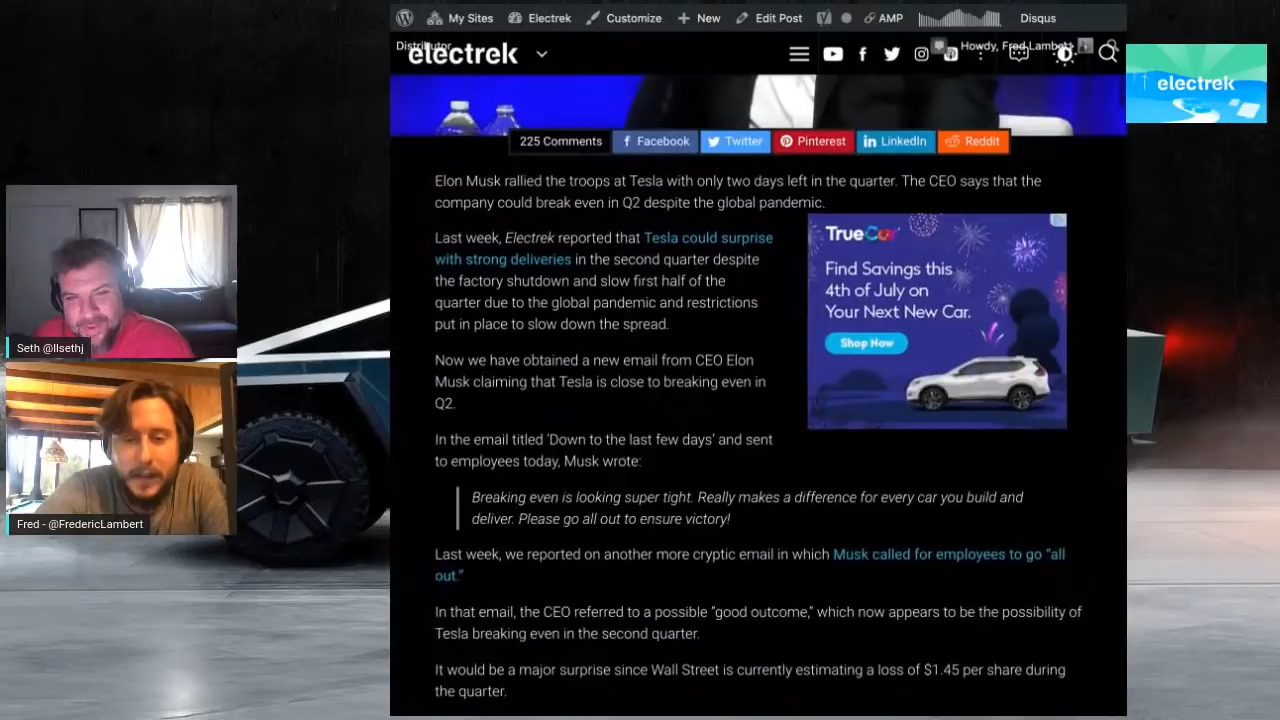 My Sites
Electrek
Customize
New
Edit Post
AMP
Disqus
Distributor
Howdy, Fred Lambert
electrek
electrek
225 Comments
Facebook
Twitter
Pinterest
LinkedIn
Reddit
Elon Musk rallied the troops at Tesla with only two days left in the quarter. The CEO says that the
company could break even in Q2 despite the global pandemic.
Last week, Electrek reported that Tesla could surprise
with strong deliveries in the second quarter despite
the factory shutdown and slow first half of the
quarter due to the global pandemic and restrictions
put in place to slow down the spread.
TrueCar
Find Savings this
4th of July on
Your Next New Car.
Shop Now
Now we have obtained a new email from CEO Elon
Musk claiming that Tesla is close to breaking even in
Q2.
In the email titled 'Down to the last few days' and sent
to employees today, Musk wrote:
Breaking even is looking super tight. Really makes a difference for every car you build and
deliver. Please go all out to ensure victory!
Last week, we reported on another more cryptic email in which Musk called for employees to go "all
out."
In that email, the CEO referred to a possible "good outcome," which now appears to be the possibility of
Tesla breaking even in the second quarter.
It would be a major surprise since Wall Street is currently estimating a loss of $1.45 per share during
the quarter.
Seth @llsethj
Fred - @FredericLambert